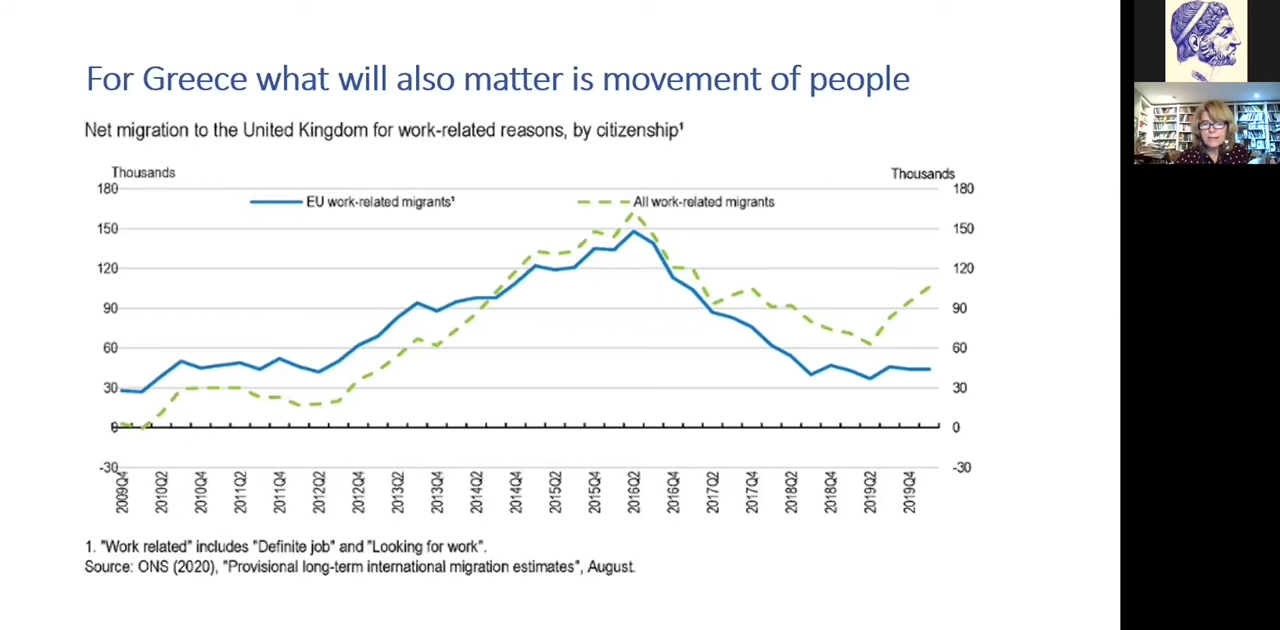 For Greece what will also matter is movement of people
Net migration to the United Kingdom for work-related reasons, by citizenship¹
Thousands Thousands
EU work-related migrants¹ All work-related migrants
180 180
150 150
120 120
90 90
60 60
30 30
0 0
-30 -30
2009Q4 2010Q2 2010Q4 2011Q2 2011Q4 2012Q2 2012Q4 2013Q2 2013Q4 2014Q2 2014Q4 2015Q2 2015Q4 2016Q2 2016Q4 2017Q2 2017Q4 2018Q2 2018Q4 2019Q2 2019Q4
1. "Work related" includes "Definite job" and "Looking for work".
Source: ONS (2020), "Provisional long-term international migration estimates", August.